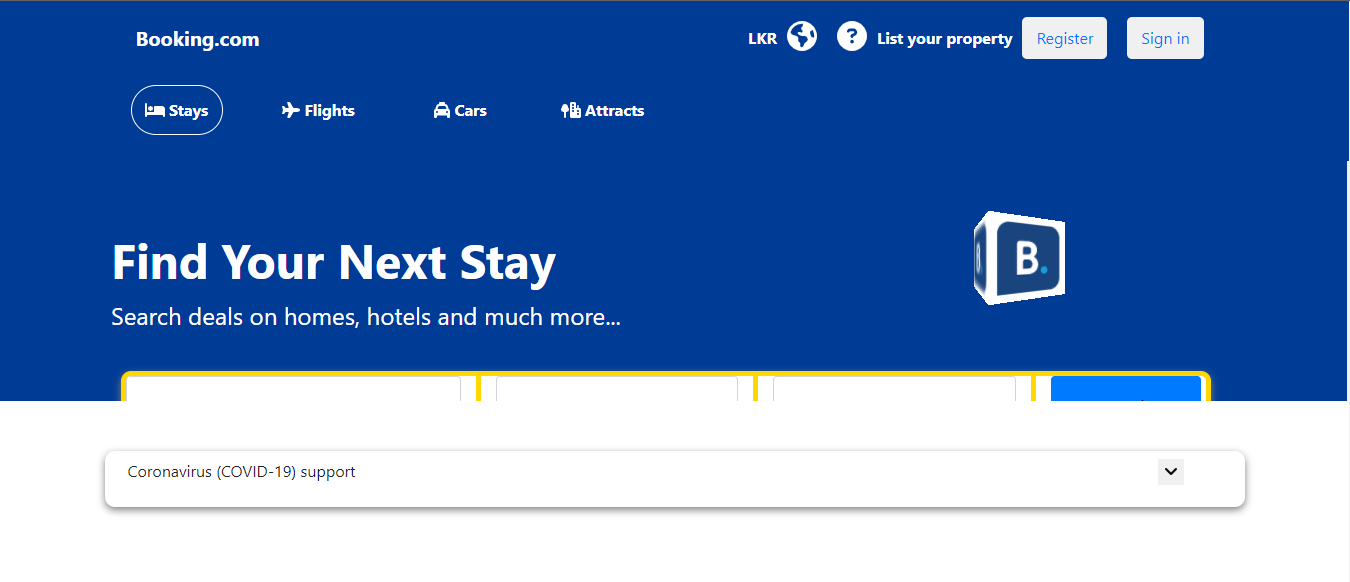 Booking.com
LKR ? List your property Register Sign in
Stays Flights Cars Attracts
Find Your Next Stay
B.
Search deals on homes, hotels and much more...
Coronavirus (COVID-19) support